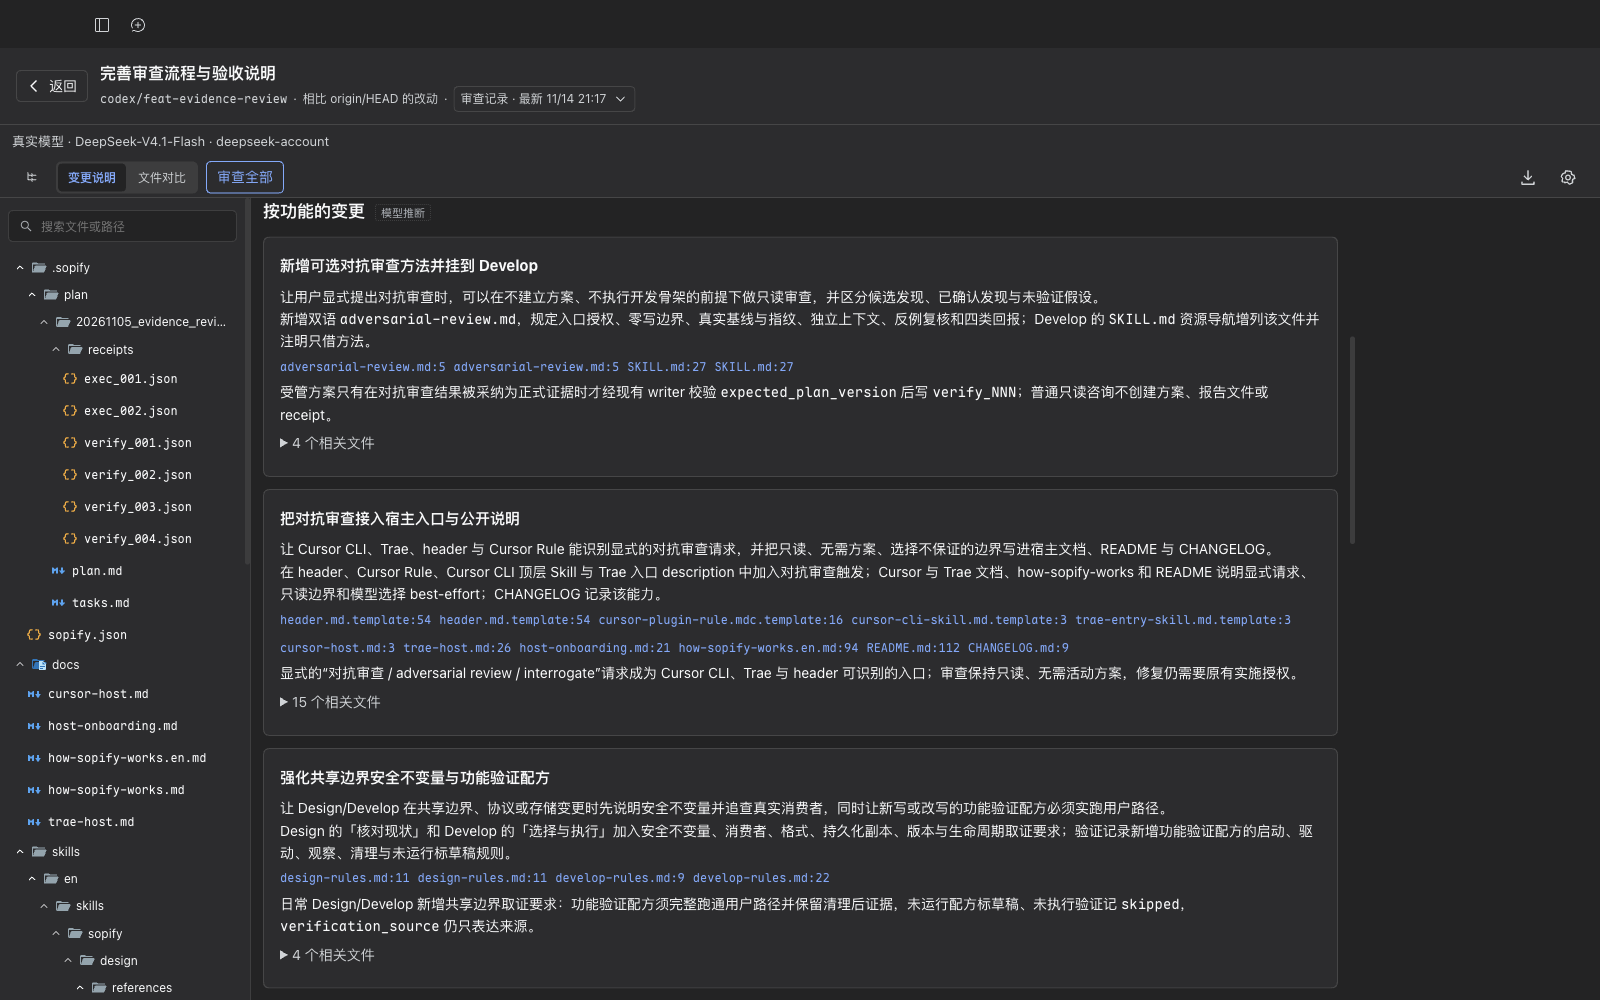 返回
完善审查流程与验收说明
codex/feat-evidence-review · 相比 origin/HEAD 的改动 · 审查记录 · 最新 11/14 21:17
真实模型 · DeepSeek-V4.1-Flash · deepseek-account
变更说明 文件对比 审查全部
搜索文件或路径
.sopify
plan
20261105_evidence_revi...
receipts
exec_001.json
exec_002.json
verify_001.json
verify_002.json
verify_003.json
verify_004.json
plan.md
tasks.md
sopify.json
docs
cursor-host.md
host-onboarding.md
how-sopify-works.en.md
how-sopify-works.md
trae-host.md
skills
en
skills
sopify
design
references
按功能的变更 模型推断
新增可选对抗审查方法并挂到 Develop
让用户显式提出对抗审查时，可以在不建立方案、不执行开发骨架的前提下做只读审查，并区分候选发现、已确认发现与未验证假设。
新增双语 adversarial-review.md，规定入口授权、零写边界、真实基线与指纹、独立上下文、反例复核和四类回报；Develop 的 SKILL.md 资源导航增列该文件并
注明只借方法。
adversarial-review.md:5 adversarial-review.md:5 SKILL.md:27 SKILL.md:27
受管方案只有在对抗审查结果被采纳为正式证据时才经现有 writer 校验 expected_plan_version 后写 verify_NNN；普通只读咨询不创建方案、报告文件或
receipt。
4 个相关文件
把对抗审查接入宿主入口与公开说明
让 Cursor CLI、Trae、header 与 Cursor Rule 能识别显式的对抗审查请求，并把只读、无需方案、选择不保证的边界写进宿主文档、README 与 CHANGELOG。
在 header、Cursor Rule、Cursor CLI 顶层 Skill 与 Trae 入口 description 中加入对抗审查触发；Cursor 与 Trae 文档、how-sopify-works 和 README 说明显式请求、
只读边界和模型选择 best-effort；CHANGELOG 记录该能力。
header.md.template:54 header.md.template:54 cursor-plugin-rule.mdc.template:16 cursor-cli-skill.md.template:3 trae-entry-skill.md.template:3
cursor-host.md:3 trae-host.md:26 host-onboarding.md:21 how-sopify-works.en.md:94 README.md:112 CHANGELOG.md:9
显式的“对抗审查 / adversarial review / interrogate”请求成为 Cursor CLI、Trae 与 header 可识别的入口；审查保持只读、无需活动方案，修复仍需要原有实施授权。
15 个相关文件
强化共享边界安全不变量与功能验证配方
让 Design/Develop 在共享边界、协议或存储变更时先说明安全不变量并追查真实消费者，同时让新写或改写的功能验证配方必须实跑用户路径。
Design 的「核对现状」和 Develop 的「选择与执行」加入安全不变量、消费者、格式、持久化副本、版本与生命周期取证要求；验证记录新增功能验证配方的启动、驱
动、观察、清理与未运行标草稿规则。
design-rules.md:11 design-rules.md:11 develop-rules.md:9 develop-rules.md:22
日常 Design/Develop 新增共享边界取证要求：功能验证配方须完整跑通用户路径并保留清理后证据，未运行配方标草稿、未执行验证记 skipped，
verification_source 仍只表达来源。
4 个相关文件